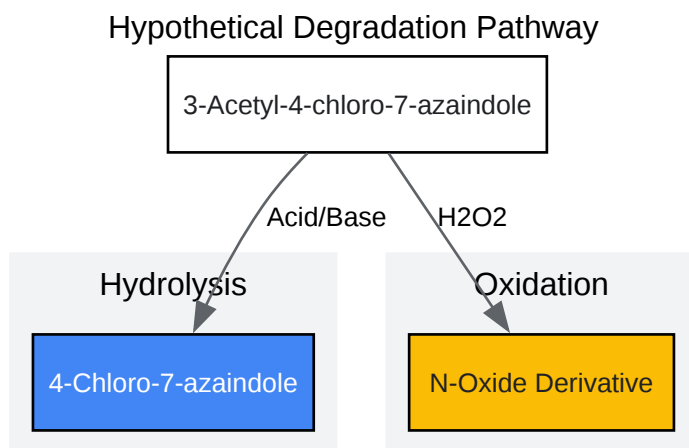 Hypothetical Degradation Pathway
3-Acetyl-4-chloro-7-azaindole
Acid/Base
H2O2
Hydrolysis
Oxidation
4-Chloro-7-azaindole
N-Oxide Derivative